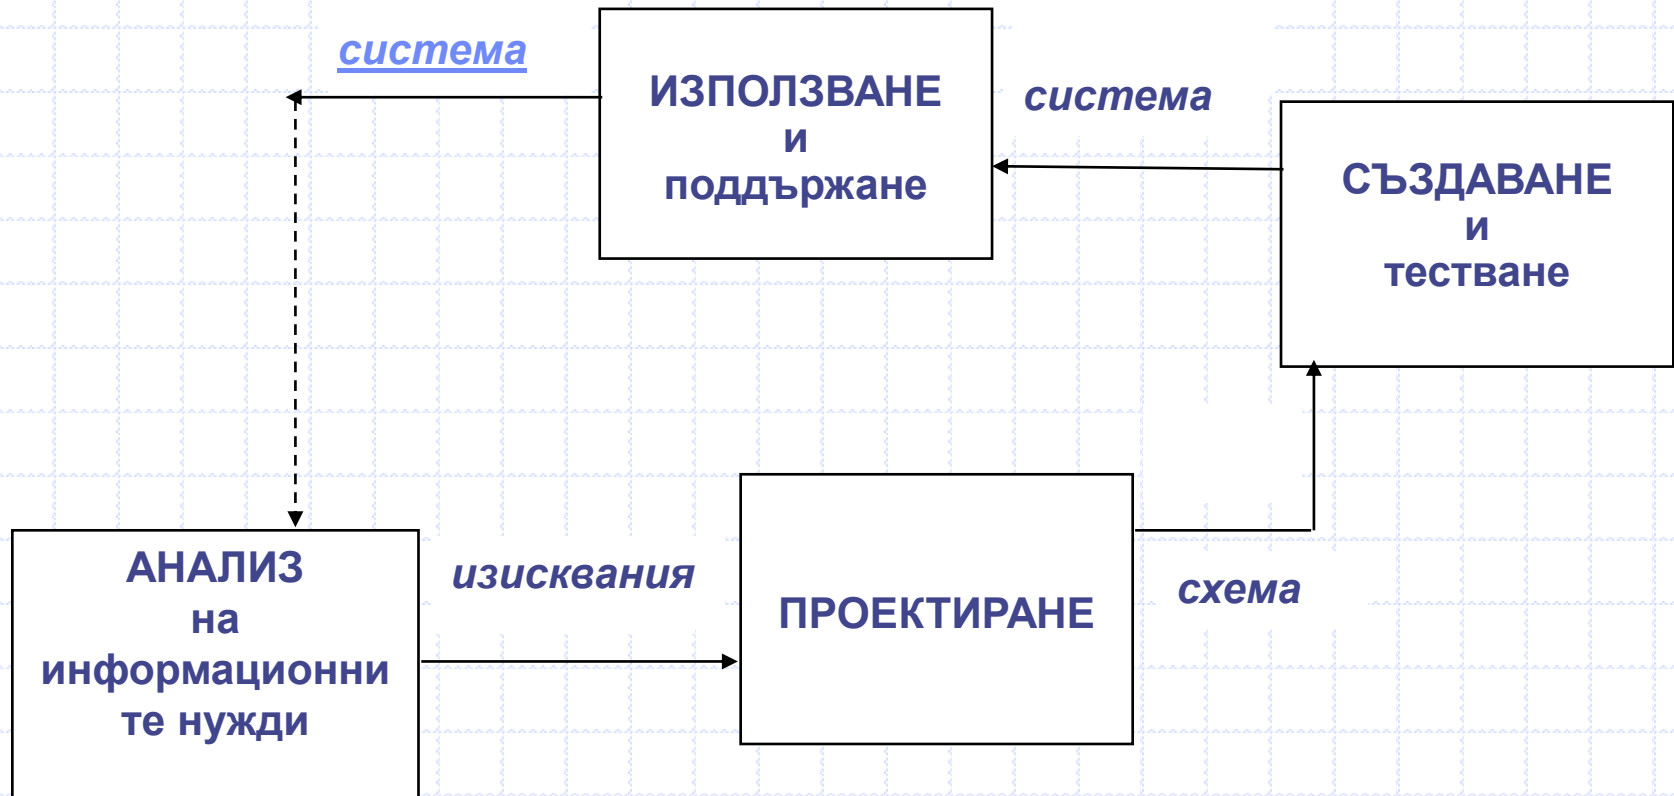 система
ИЗПОЛЗВАНЕ
и
поддържане
система
СЪЗДАВАНЕ
и
тестване
АНАЛИЗ
на
информационни
те нужди
изисквания
ПРОЕКТИРАНЕ
схема